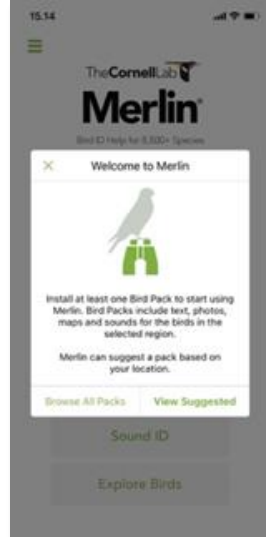 15.14
TheCornellLab
Merlin
Bird ID Help for 8,500+ Species
Welcome to Merlin
Install at least one Bird Pack to start using
Merlin. Bird Packs include text, photos,
maps and sounds for the birds in the
selected region.
Merlin can suggest a pack based on
your location.
Browse All Packs View Suggested
Sound ID
Explore Birds